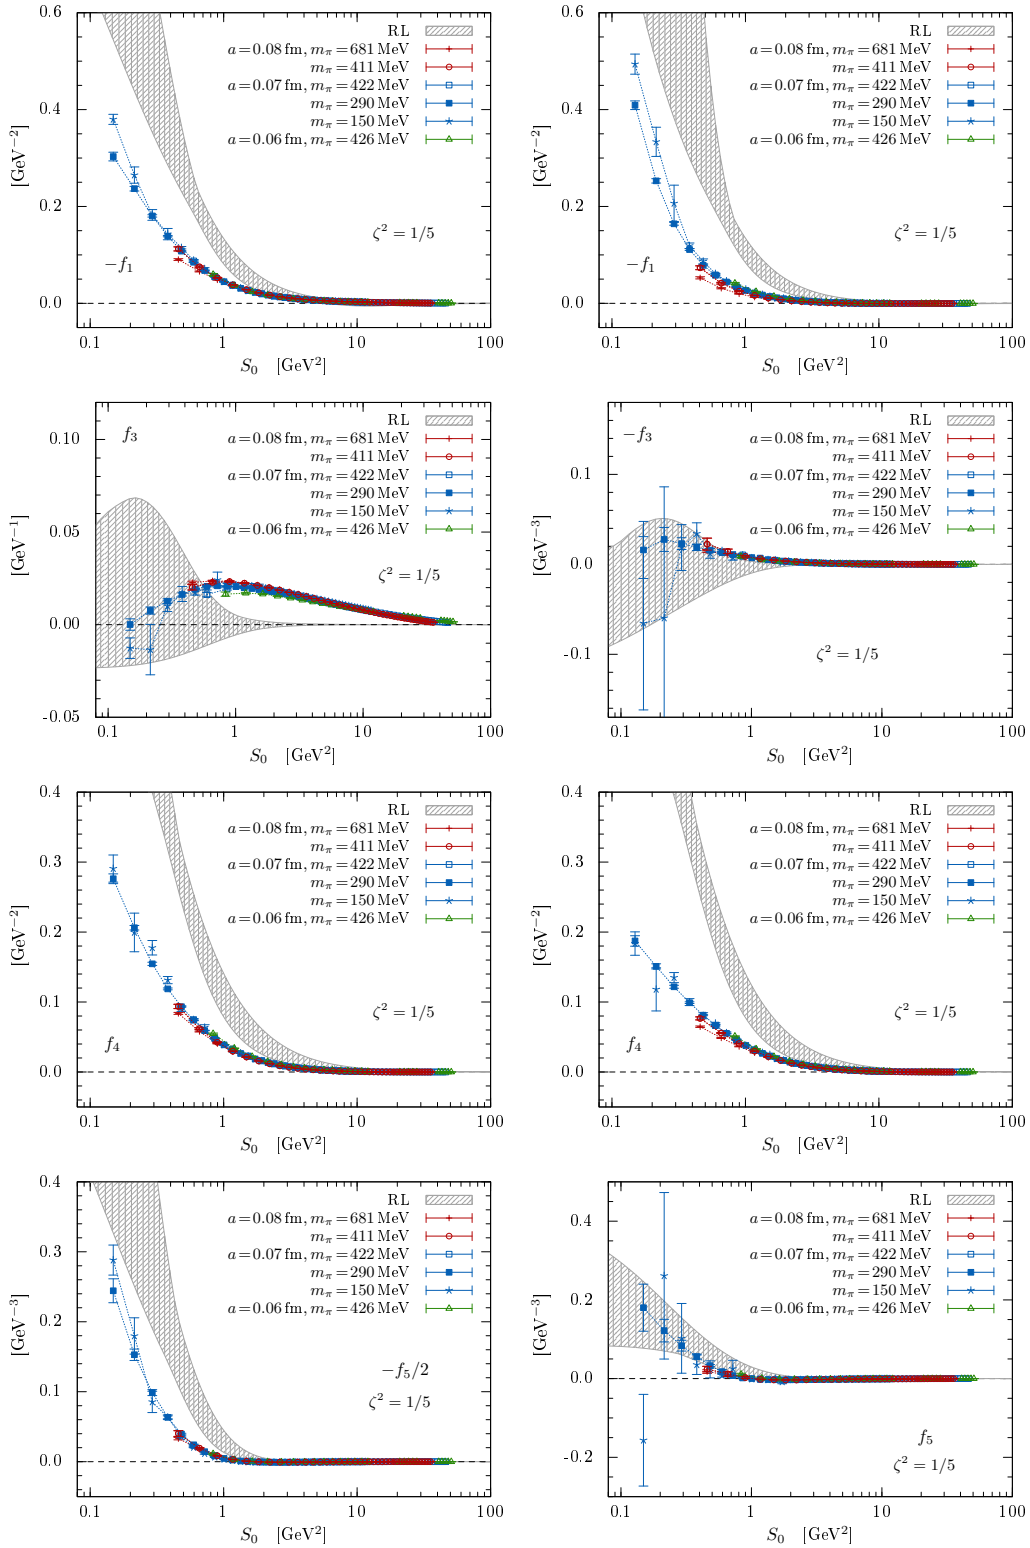 0.6
0.4
0.2
0.0
[GeV⁻²]
RL
a=0.08 fm, mπ=681 MeV
mπ=411 MeV
a=0.07 fm, mπ=422 MeV
mπ=290 MeV
mπ=150 MeV
a=0.06 fm, mπ=426 MeV
ζ² = 1/5
−f₁
0.1 1 10 100
S₀ [GeV²]
0.6
0.4
0.2
0.0
[GeV⁻²]
RL
a=0.08 fm, mπ=681 MeV
mπ=411 MeV
a=0.07 fm, mπ=422 MeV
mπ=290 MeV
mπ=150 MeV
a=0.06 fm, mπ=426 MeV
ζ² = 1/5
−f₁
0.1 1 10 100
S₀ [GeV²]
0.10
0.05
0.00
-0.05
[GeV⁻¹]
f₃
RL
a=0.08 fm, mπ=681 MeV
mπ=411 MeV
a=0.07 fm, mπ=422 MeV
mπ=290 MeV
mπ=150 MeV
a=0.06 fm, mπ=426 MeV
ζ² = 1/5
0.1 1 10 100
S₀ [GeV²]
0.1
0.0
-0.1
[GeV⁻³]
−f₃
RL
a=0.08 fm, mπ=681 MeV
mπ=411 MeV
a=0.07 fm, mπ=422 MeV
mπ=290 MeV
mπ=150 MeV
a=0.06 fm, mπ=426 MeV
ζ² = 1/5
0.1 1 10 100
S₀ [GeV²]
0.4
0.3
0.2
0.1
0.0
[GeV⁻²]
RL
a=0.08 fm, mπ=681 MeV
mπ=411 MeV
a=0.07 fm, mπ=422 MeV
mπ=290 MeV
mπ=150 MeV
a=0.06 fm, mπ=426 MeV
ζ² = 1/5
f₄
0.1 1 10 100
S₀ [GeV²]
0.4
0.3
0.2
0.1
0.0
[GeV⁻²]
RL
a=0.08 fm, mπ=681 MeV
mπ=411 MeV
a=0.07 fm, mπ=422 MeV
mπ=290 MeV
mπ=150 MeV
a=0.06 fm, mπ=426 MeV
ζ² = 1/5
f₄
0.1 1 10 100
S₀ [GeV²]
0.4
0.3
0.2
0.1
0.0
[GeV⁻³]
RL
a=0.08 fm, mπ=681 MeV
mπ=411 MeV
a=0.07 fm, mπ=422 MeV
mπ=290 MeV
mπ=150 MeV
a=0.06 fm, mπ=426 MeV
−f₅/2
ζ² = 1/5
0.1 1 10 100
S₀ [GeV²]
0.4
0.2
0.0
-0.2
[GeV⁻³]
RL
a=0.08 fm, mπ=681 MeV
mπ=411 MeV
a=0.07 fm, mπ=422 MeV
mπ=290 MeV
mπ=150 MeV
a=0.06 fm, mπ=426 MeV
f₅
ζ² = 1/5
0.1 1 10 100
S₀ [GeV²]